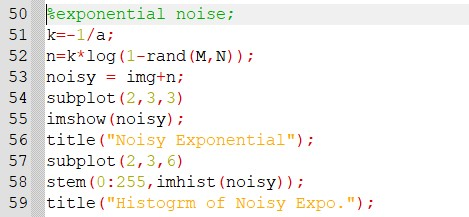 50 %exponential noise;
51 k=-1/a;
52 n=k*log(1-rand(M,N));
53 noisy = img+n;
54 subplot(2,3,3)
55 imshow(noisy);
56 title("Noisy Exponential");
57 subplot(2,3,6)
58 stem(0:255,imhist(noisy));
59 title("Histogrm of Noisy Expo.");